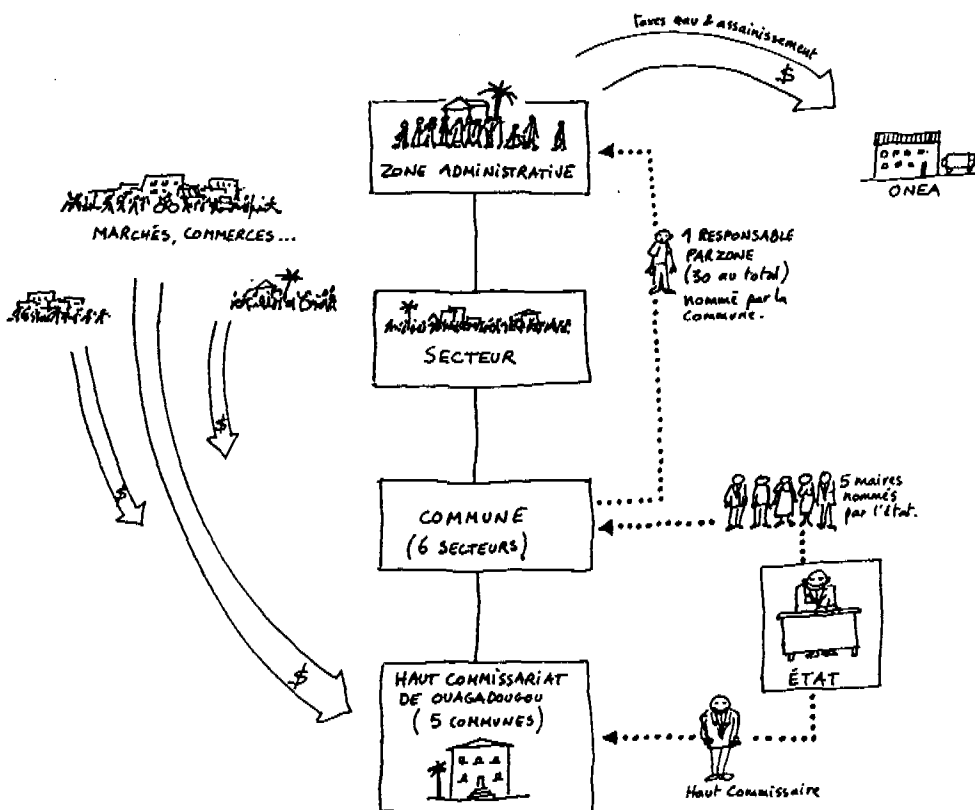 Taxes eau & assainissement
$
ZONE ADMINISTRATIVE
ONEA
MARCHÉS, COMMERCES...
1 RESPONSABLE
PAR ZONE
(30 au total)
nommé par la
Commune.
SECTEUR
$
$
COMMUNE
(6 SECTEURS)
5 maires
nommés
par l'état.
ÉTAT
$
HAUT COMMISSARIAT
DE OUAGADOUGOU
(5 COMMUNES)
Haut Commissaire